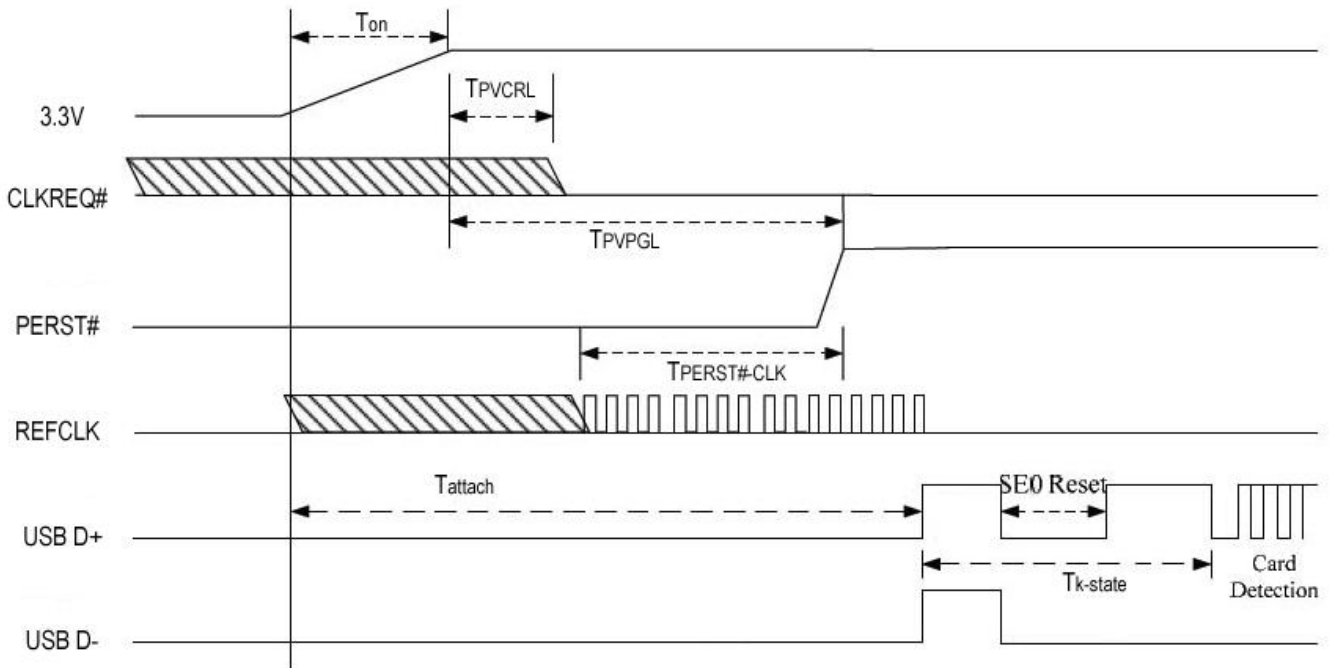 Ton
TPVCRL
3.3V
CLKREQ#
TPVPGL
PERST#
TPERST#-CLK
REFCLK
Tattach
SE0 Reset
USB D+
Tk-state
Card
Detection
USB D-